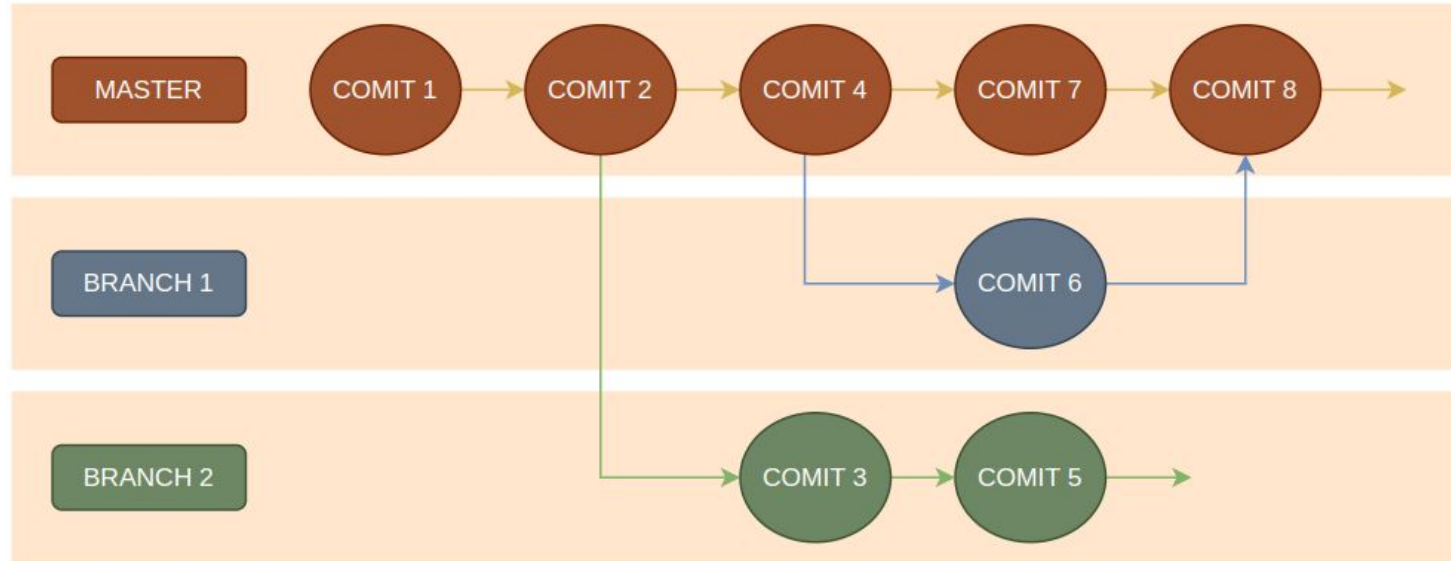 MASTER
COMIT 1
COMIT 2
COMIT 4
COMIT 7
COMIT 8
BRANCH 1
COMIT 6
BRANCH 2
COMIT 3
COMIT 5